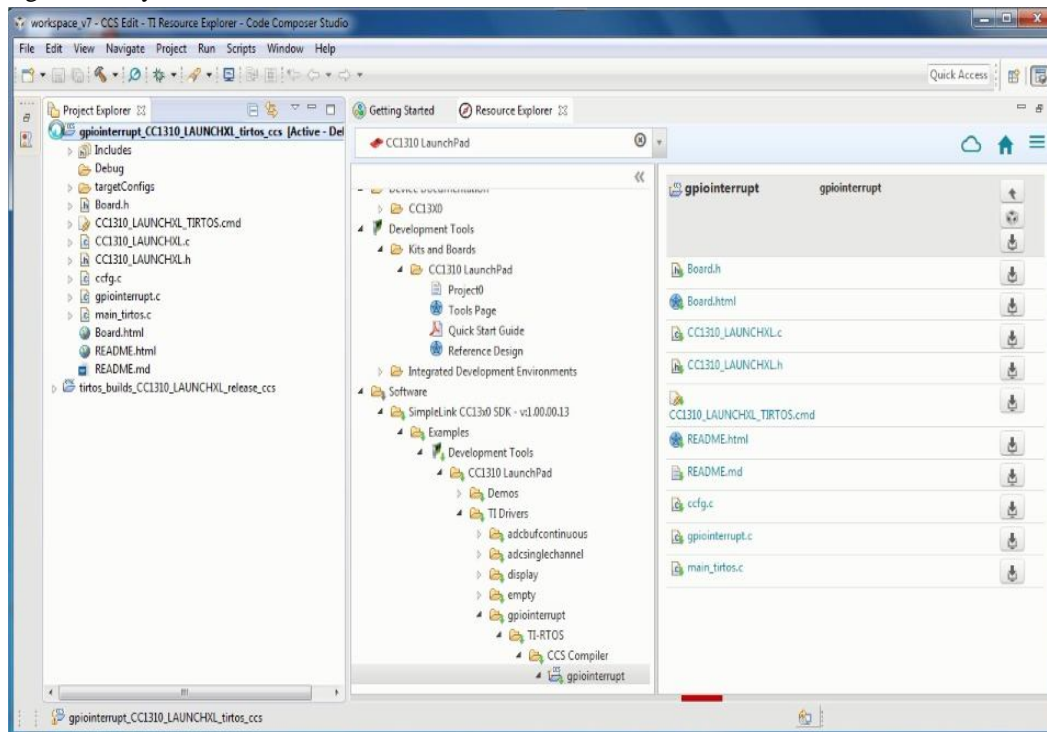 workspace_v7 - CCS Edit - TI Resource Explorer - Code Composer Studio
File Edit View Navigate Project Run Scripts Window Help
Quick Access
Project Explorer
gpiointerrupt_CC1310_LAUNCHXL_tirtos_ccs [Active - Del
Includes
Debug
targetConfigs
Board.h
CC1310_LAUNCHXL_TIRTOS.cmd
CC1310_LAUNCHXL.c
CC1310_LAUNCHXL.h
ccfg.c
gpiointerrupt.c
main_tirtos.c
Board.html
README.html
README.md
tirtos_builds_CC1310_LAUNCHXL_release_ccs
Getting Started Resource Explorer
CC1310 LaunchPad
Device Documentation
CC13X0
Development Tools
Kits and Boards
CC1310 LaunchPad
Project0
Tools Page
Quick Start Guide
Reference Design
Integrated Development Environments
Software
SimpleLink CC13x0 SDK - v:1.00.00.13
Examples
Development Tools
CC1310 LaunchPad
Demos
TI Drivers
adcbufcontinuous
adcsinglechannel
display
empty
gpiointerrupt
TI-RTOS
CCS Compiler
gpiointerrupt
gpiointerrupt gpiointerrupt
Board.h
Board.html
CC1310_LAUNCHXL.c
CC1310_LAUNCHXL.h
CC1310_LAUNCHXL_TIRTOS.cmd
README.html
README.md
ccfg.c
gpiointerrupt.c
main_tirtos.c
gpiointerrupt_CC1310_LAUNCHXL_tirtos_ccs